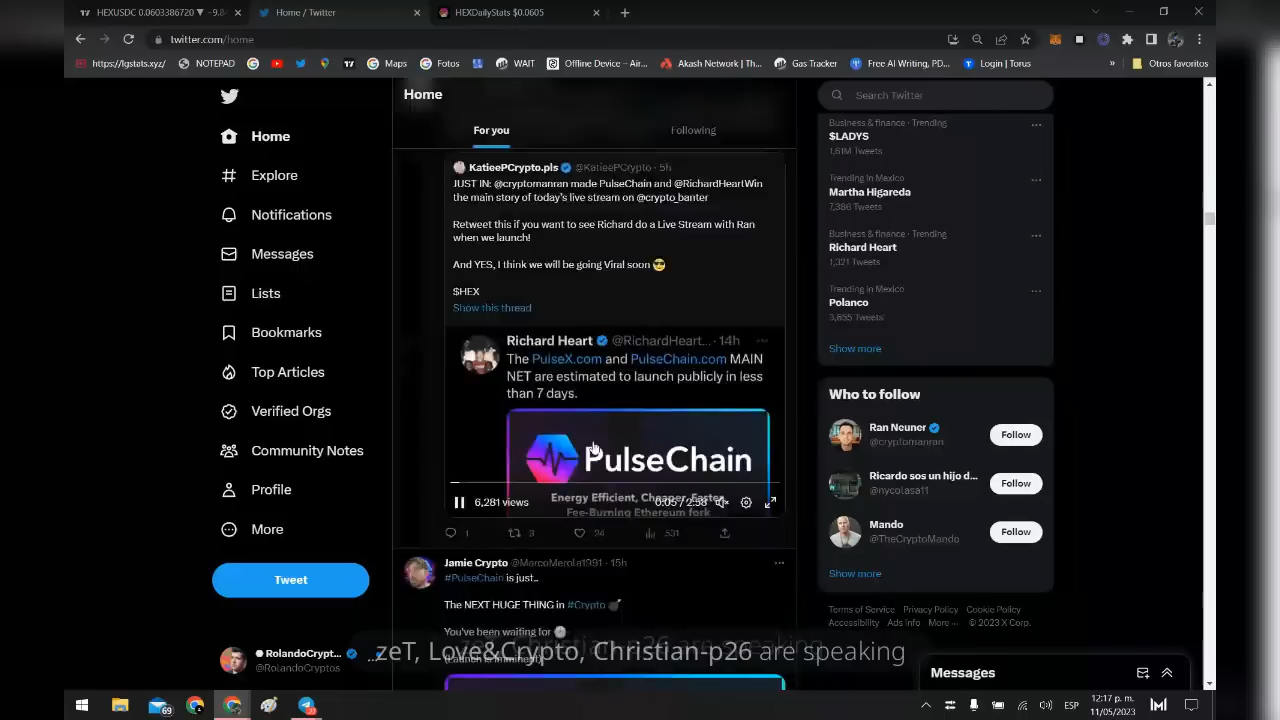 HEXUSDC 0.0603386720 ▼ −9.84
Home / Twitter
HEXDailyStats $0.0605
twitter.com/home
https://lgstats.xyz/
NOTEPAD
Maps
Fotos
WAIT
Offline Device – Air...
Akash Network | Th...
Gas Tracker
Free AI Writing, PD...
Login | Torus
»
Otros favoritos
Home
For you
Following
Home
Explore
Notifications
Messages
Lists
Bookmarks
Top Articles
Verified Orgs
Community Notes
Profile
More
Tweet
RolandoCrypt...
@RolandoCryptos
KatieePCrypto.pls @KatieePCrypto · 5h
JUST IN: @cryptomanran made PulseChain and @RichardHeartWin
the main story of today's live stream on @crypto_banter
Retweet this if you want to see Richard do a Live Stream with Ran
when we launch!
And YES, I think we will be going Viral soon 😎
$HEX
Show this thread
Richard Heart @RichardHeart... · 14h
The PulseX.com and PulseChain.com MAIN
NET are estimated to launch publicly in less
than 7 days.
PulseChain
Energy Efficient, Cheaper, Faster,
Fee-Burning Ethereum fork
6,281 views
0:05 / 2:38
1
3
24
531
Jamie Crypto @MarcoMerola1991 · 15h
#PulseChain is just..
The NEXT HUGE THING in #Crypto
You've been waiting for
(Launch is imminent)
zeT, Love&Crypto, Christian-p26 are speaking
Search Twitter
Business & finance · Trending
$LADYS
1,61M Tweets
Trending in Mexico
Martha Higareda
7,386 Tweets
Business & finance · Trending
Richard Heart
1,321 Tweets
Trending in Mexico
Polanco
3,855 Tweets
Show more
Who to follow
Ran Neuner
@cryptomanran
Follow
Ricardo sos un hijo d...
@nycolasa11
Follow
Mando
@TheCryptoMando
Follow
Show more
Terms of Service Privacy Policy Cookie Policy
Accessibility Ads info More ··· © 2023 X Corp.
Messages
69
ESP
12:17 p. m.
11/05/2023